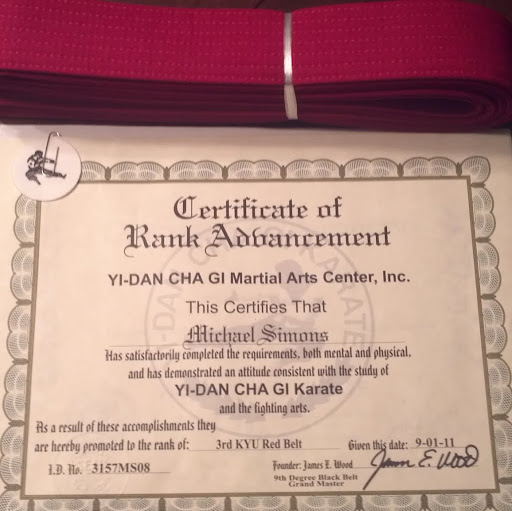 Certificate of
Rank Advancement
YI-DAN CHA GI Martial Arts Center, Inc.
This Certifies That
Michael Simons
Has satisfactorily completed the requirements, both mental and physical,
and has demonstrated an attitude consistent with the study of
YI-DAN CHA GI Karate
and the fighting arts.
As a result of these accomplishments they
are hereby promoted to the rank of: 3rd KYU Red Belt Given this date: 9-01-11
I.D. No. 3157MS08 Founder: James E. Wood James E. Wood
9th Degree Black Belt
Grand Master